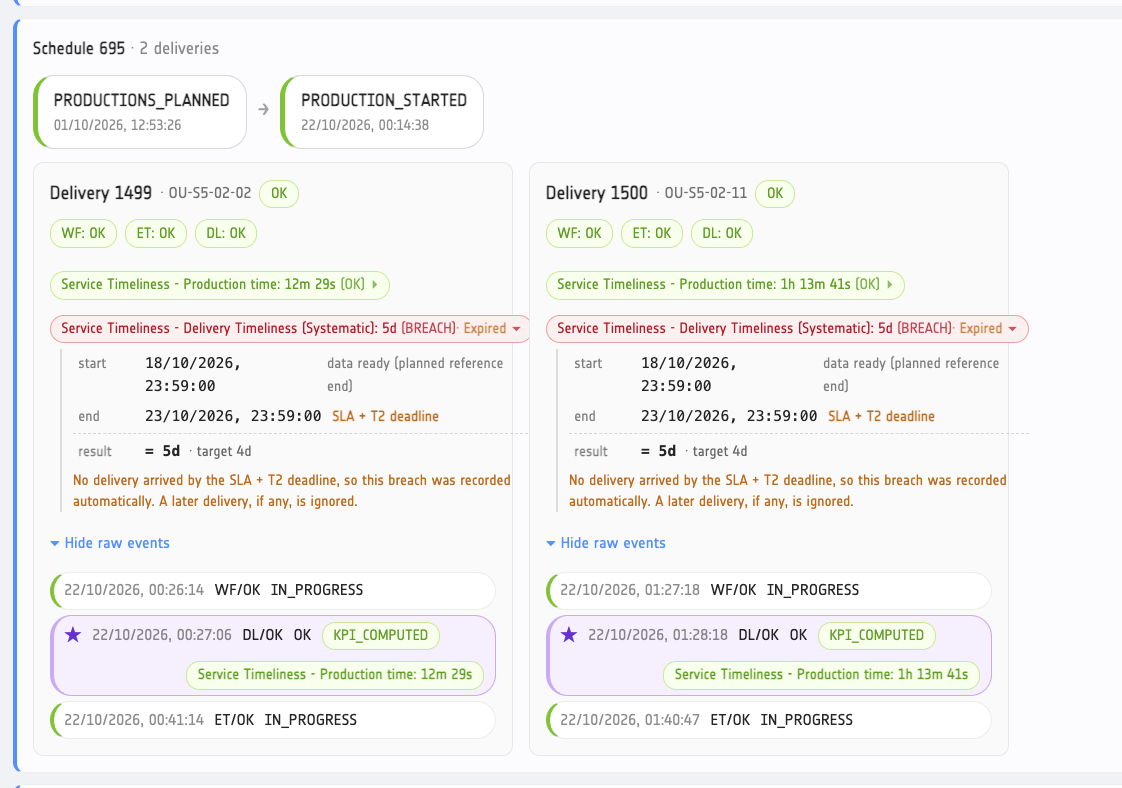 Schedule 695 · 2 deliveries
PRODUCTIONS_PLANNED
01/10/2026, 12:53:26
→
PRODUCTION_STARTED
22/10/2026, 00:14:38
Delivery 1499 · OU-S5-02-02 OK
WF: OK ET: OK DL: OK
Service Timeliness - Production time: 12m 29s (OK)
Service Timeliness - Delivery Timeliness (Systematic): 5d (BREACH)· Expired
start 18/10/2026, 23:59:00 data ready (planned reference end)
end 23/10/2026, 23:59:00 SLA + T2 deadline
result = 5d · target 4d
No delivery arrived by the SLA + T2 deadline, so this breach was recorded
automatically. A later delivery, if any, is ignored.
Hide raw events
22/10/2026, 00:26:14 WF/OK IN_PROGRESS
★ 22/10/2026, 00:27:06 DL/OK OK KPI_COMPUTED
Service Timeliness - Production time: 12m 29s
22/10/2026, 00:41:14 ET/OK IN_PROGRESS
Delivery 1500 · OU-S5-02-11 OK
WF: OK ET: OK DL: OK
Service Timeliness - Production time: 1h 13m 41s (OK)
Service Timeliness - Delivery Timeliness (Systematic): 5d (BREACH)· Expired
start 18/10/2026, 23:59:00 data ready (planned reference end)
end 23/10/2026, 23:59:00 SLA + T2 deadline
result = 5d · target 4d
No delivery arrived by the SLA + T2 deadline, so this breach was recorded
automatically. A later delivery, if any, is ignored.
Hide raw events
22/10/2026, 01:27:18 WF/OK IN_PROGRESS
★ 22/10/2026, 01:28:18 DL/OK OK KPI_COMPUTED
Service Timeliness - Production time: 1h 13m 41s
22/10/2026, 01:40:47 ET/OK IN_PROGRESS